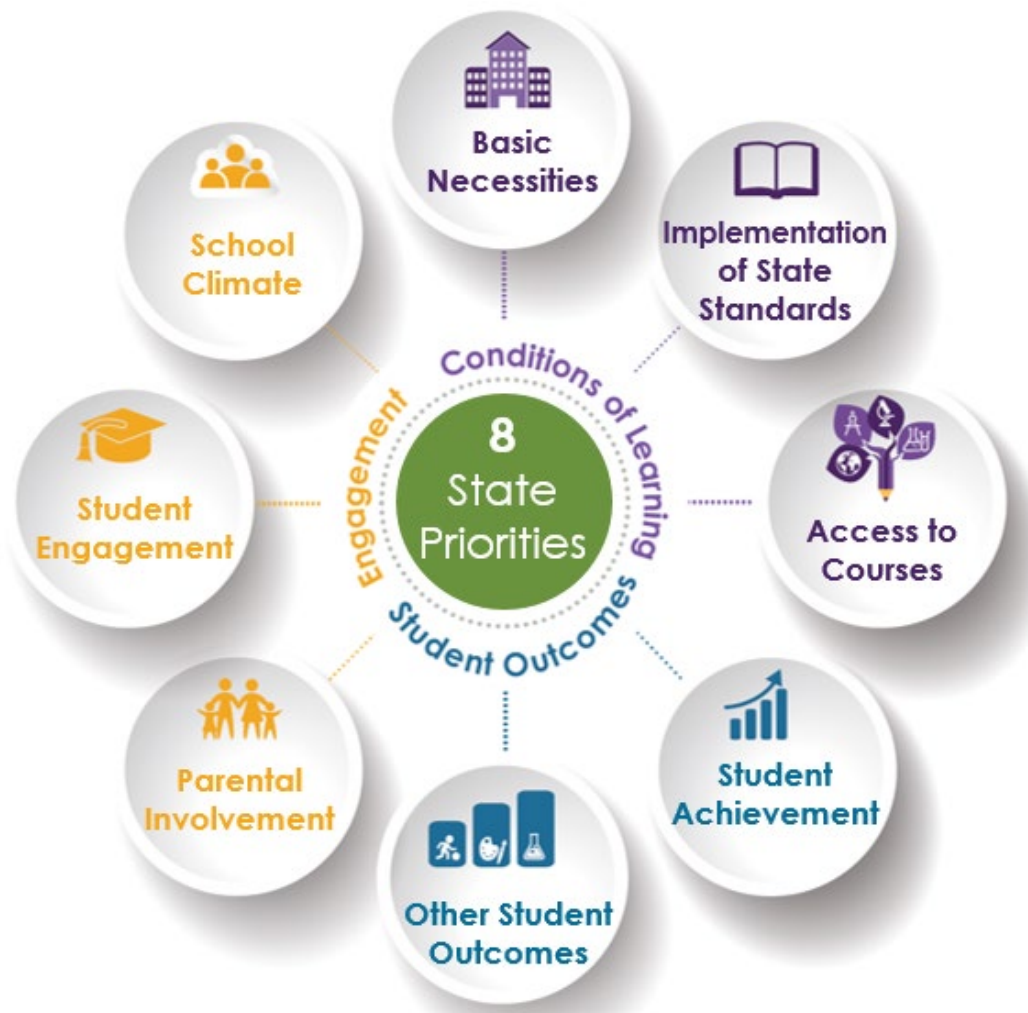 Basic
Necessities
Implementation
of State
Standards
Access to
Courses
Student
Achievement
Other Student
Outcomes
Parental
Involvement
Student
Engagement
School
Climate
Conditions of Learning
Student Outcomes
Engagement
8
State
Priorities